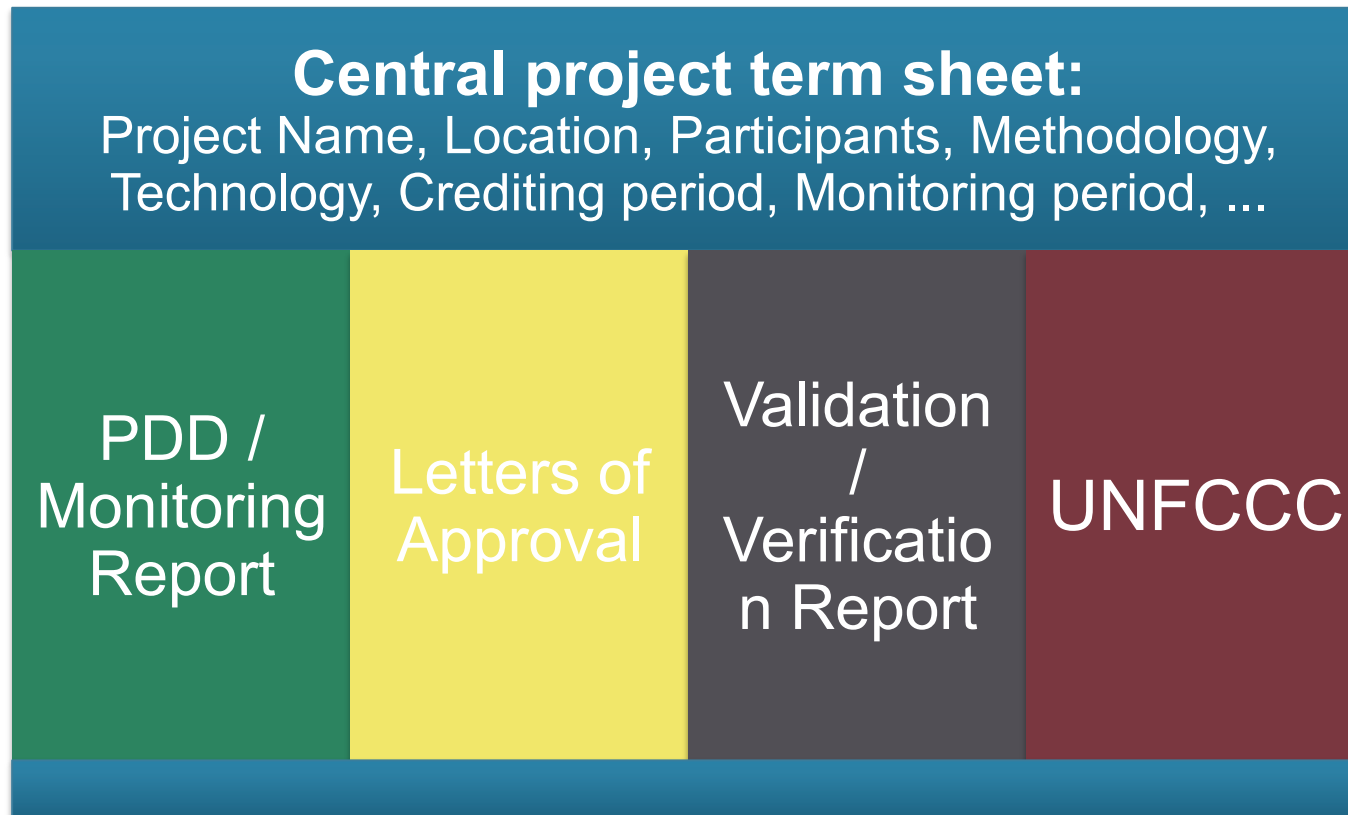 Central project term sheet:
Project Name, Location, Participants, Methodology,
Technology, Crediting period, Monitoring period, ...
PDD /
Monitoring
Report
Letters of
Approval
Validation
/
Verificatio
n Report
UNFCCC